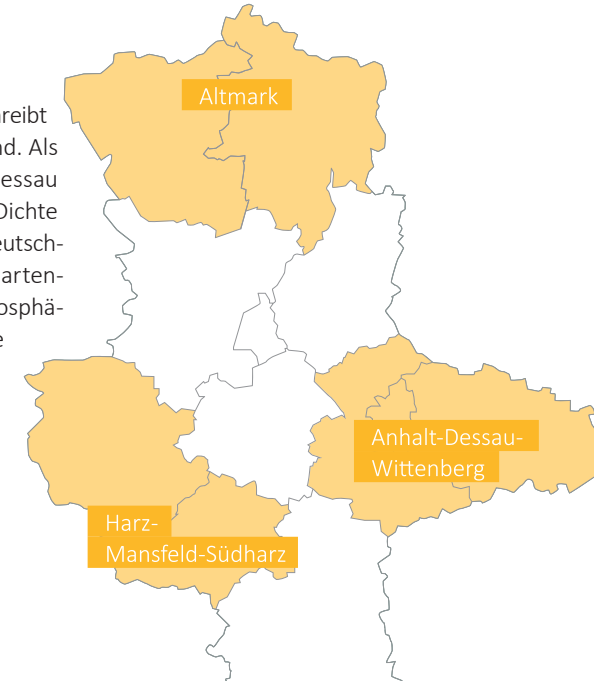 reibt
nd. Als
essau
Dichte
eutsch-
arten-
osphä-
e
Altmark
Anhalt-Dessau-
Wittenberg
Harz-
Mansfeld-Südharz